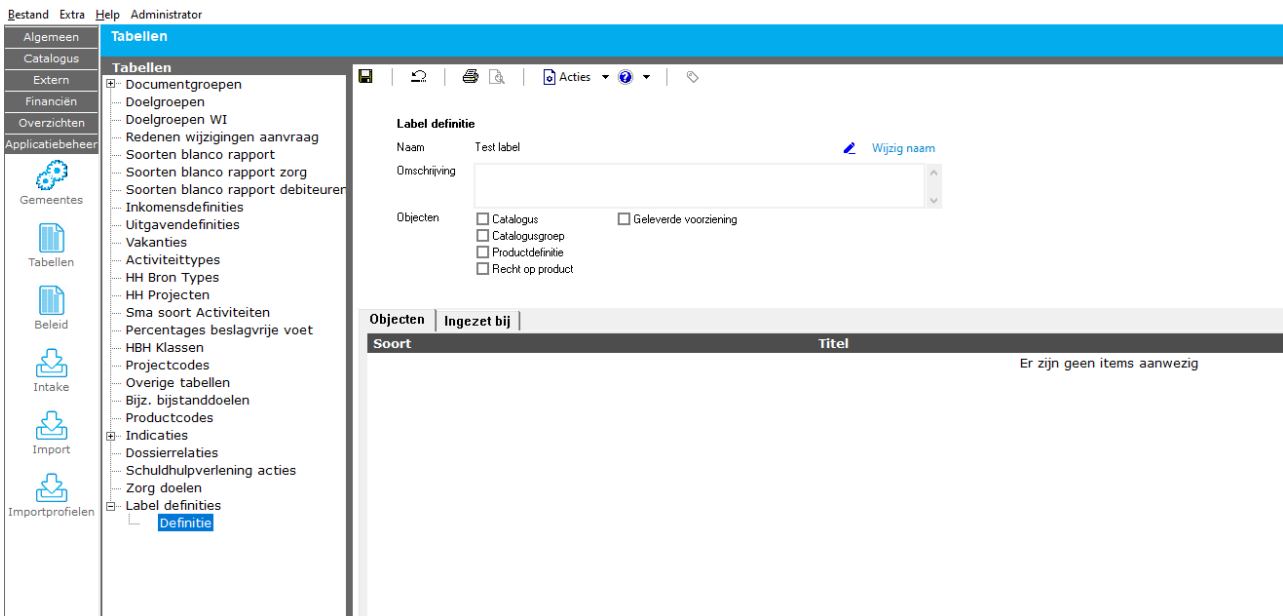 Bestand Extra Help Administrator
Algemeen
Catalogus
Extern
Financiën
Overzichten
Applicatiebeheer
Gemeentes
Tabellen
Beleid
Intake
Import
Importprofielen
Tabellen
Tabellen
Documentgroepen
Doelgroepen
Doelgroepen WI
Redenen wijzigingen aanvraag
Soorten blanco rapport
Soorten blanco rapport zorg
Soorten blanco rapport debiteuren
Inkomensdefinities
Uitgavendefinities
Vakanties
Activiteittypes
HH Bron Types
HH Projecten
Sma soort Activiteiten
Percentages beslagvrije voet
HBH Klassen
Projectcodes
Overige tabellen
Bijz. bijstanddoelen
Productcodes
Indicaties
Dossierrelaties
Schuldhulpverlening acties
Zorg doelen
Label definities
Definitie
Acties
Label definitie
Naam Test label Wijzig naam
Omschrijving
Objecten Catalogus Geleverde voorziening
Catalogusgroep
Productdefinitie
Recht op product
Objecten Ingezet bij
Soort Titel
Er zijn geen items aanwezig